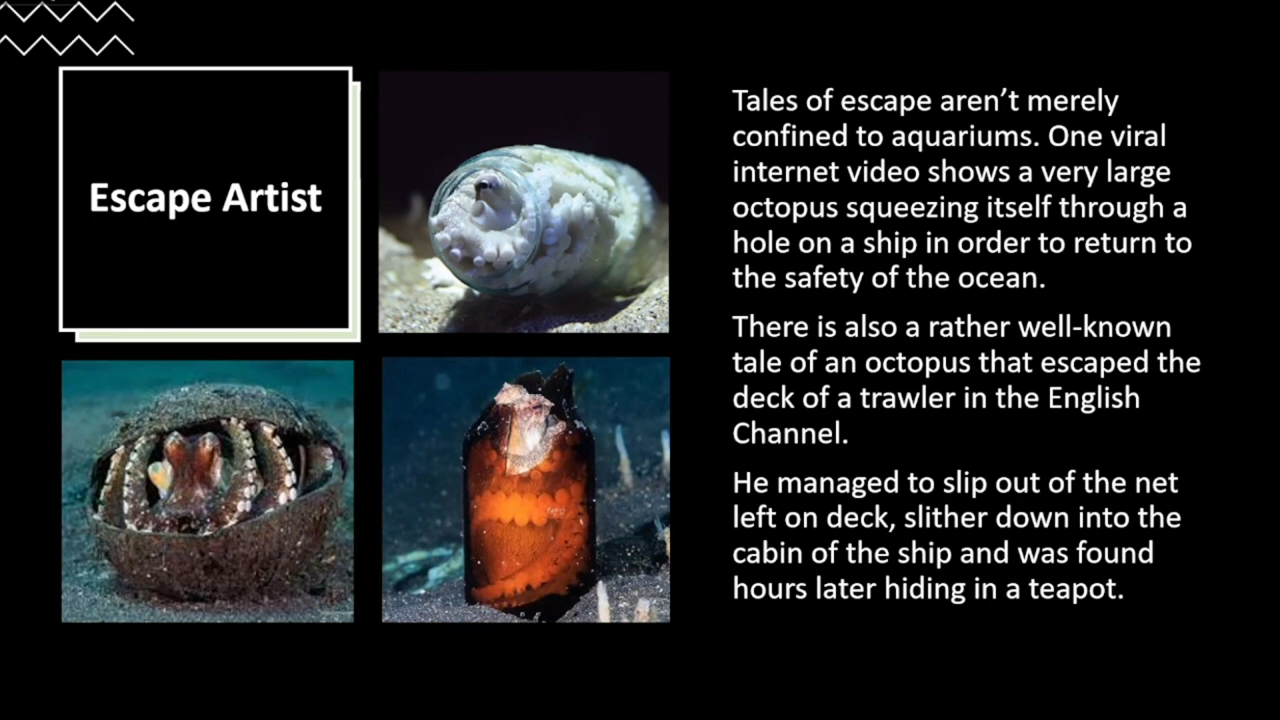 Escape Artist
Tales of escape aren’t merely
confined to aquariums. One viral
internet video shows a very large
octopus squeezing itself through a
hole on a ship in order to return to
the safety of the ocean.
There is also a rather well-known
tale of an octopus that escaped the
deck of a trawler in the English
Channel.
He managed to slip out of the net
left on deck, slither down into the
cabin of the ship and was found
hours later hiding in a teapot.